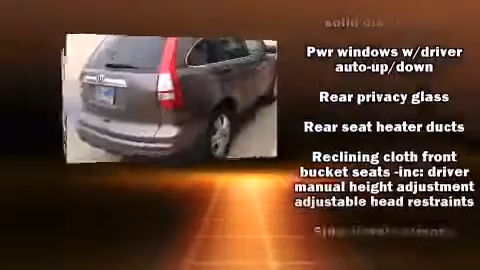 solid
Pwr windows w/driver
auto-up/down
Rear privacy glass
Rear seat heater ducts
Reclining cloth front
bucket seats -inc: driver
manual height adjustment
adjustable head restraints